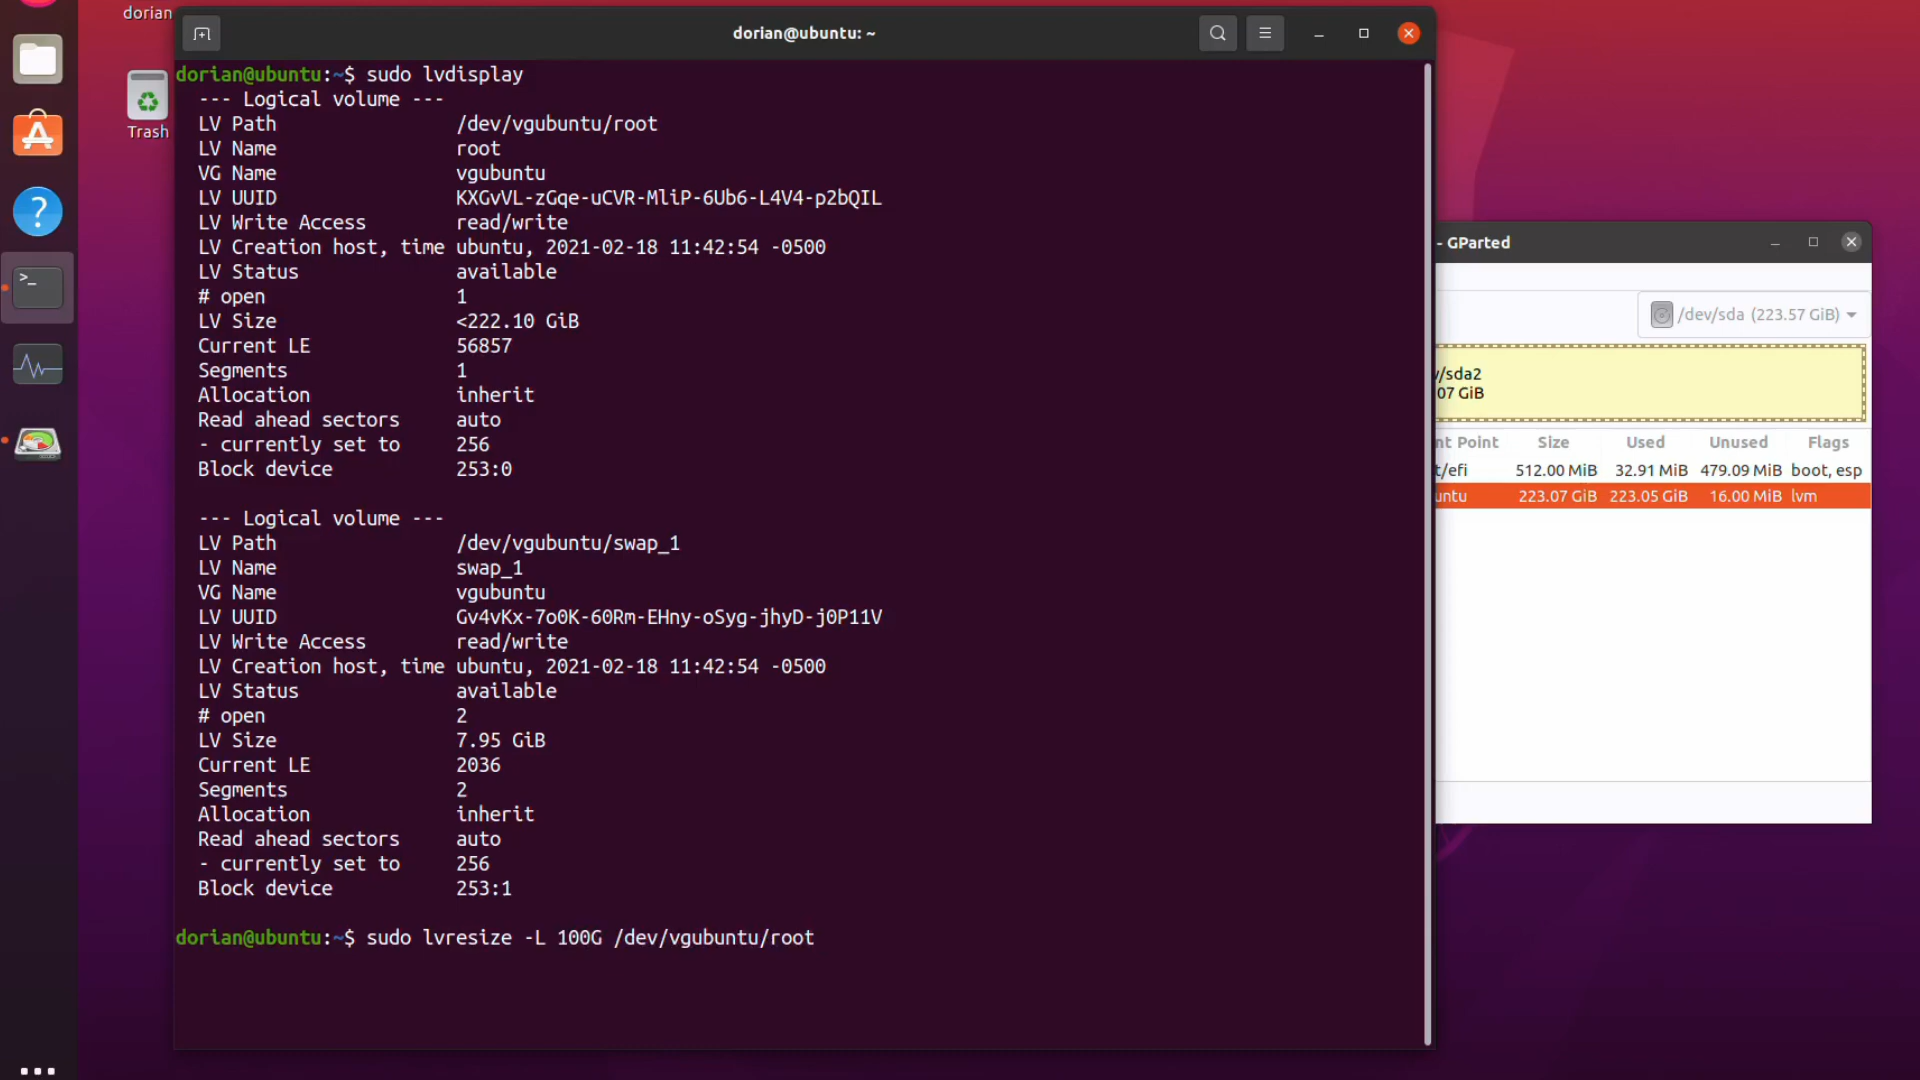 dorian
Trash
dorian@ubuntu: ~
dorian@ubuntu:~$ sudo lvdisplay
--- Logical volume ---
LV Path /dev/vgubuntu/root
LV Name root
VG Name vgubuntu
LV UUID KXGvVL-zGqe-uCVR-MliP-6Ub6-L4V4-p2bQIL
LV Write Access read/write
LV Creation host, time ubuntu, 2021-02-18 11:42:54 -0500
LV Status available
# open 1
LV Size <222.10 GiB
Current LE 56857
Segments 1
Allocation inherit
Read ahead sectors auto
- currently set to 256
Block device 253:0
--- Logical volume ---
LV Path /dev/vgubuntu/swap_1
LV Name swap_1
VG Name vgubuntu
LV UUID Gv4vKx-7o0K-60Rm-EHny-oSyg-jhyD-j0P11V
LV Write Access read/write
LV Creation host, time ubuntu, 2021-02-18 11:42:54 -0500
LV Status available
# open 2
LV Size 7.95 GiB
Current LE 2036
Segments 2
Allocation inherit
Read ahead sectors auto
- currently set to 256
Block device 253:1
dorian@ubuntu:~$ sudo lvresize -L 100G /dev/vgubuntu/root
- GParted
/dev/sda (223.57 GiB)
/sda2
07 GiB
nt Point Size Used Unused Flags
t/efi 512.00 MiB 32.91 MiB 479.09 MiB boot, esp
untu 223.07 GiB 223.05 GiB 16.00 MiB lvm